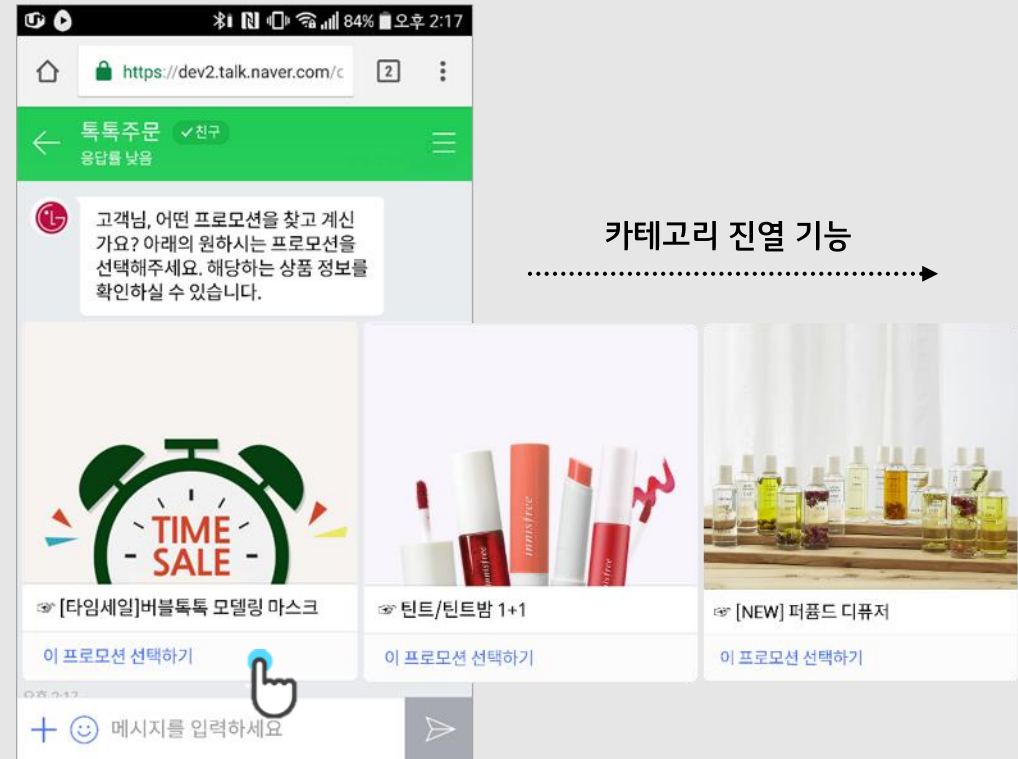 84% 오후 2:17
https://dev2.talk.naver.com/c
2
톡톡주문 ✓친구
응답률 낮음
고객님, 어떤 프로모션을 찾고 계신
가요? 아래의 원하시는 프로모션을
선택해주세요. 해당하는 상품 정보를
확인하실 수 있습니다.
카테고리 진열 기능
TIME
SALE
innisfree
innisfree
☞ [타임세일]버블톡톡 모델링 마스크
☞ 틴트/틴트밤 1+1
☞ [NEW] 퍼퓸드 디퓨저
이 프로모션 선택하기
이 프로모션 선택하기
이 프로모션 선택하기
오후 2:17
메시지를 입력하세요